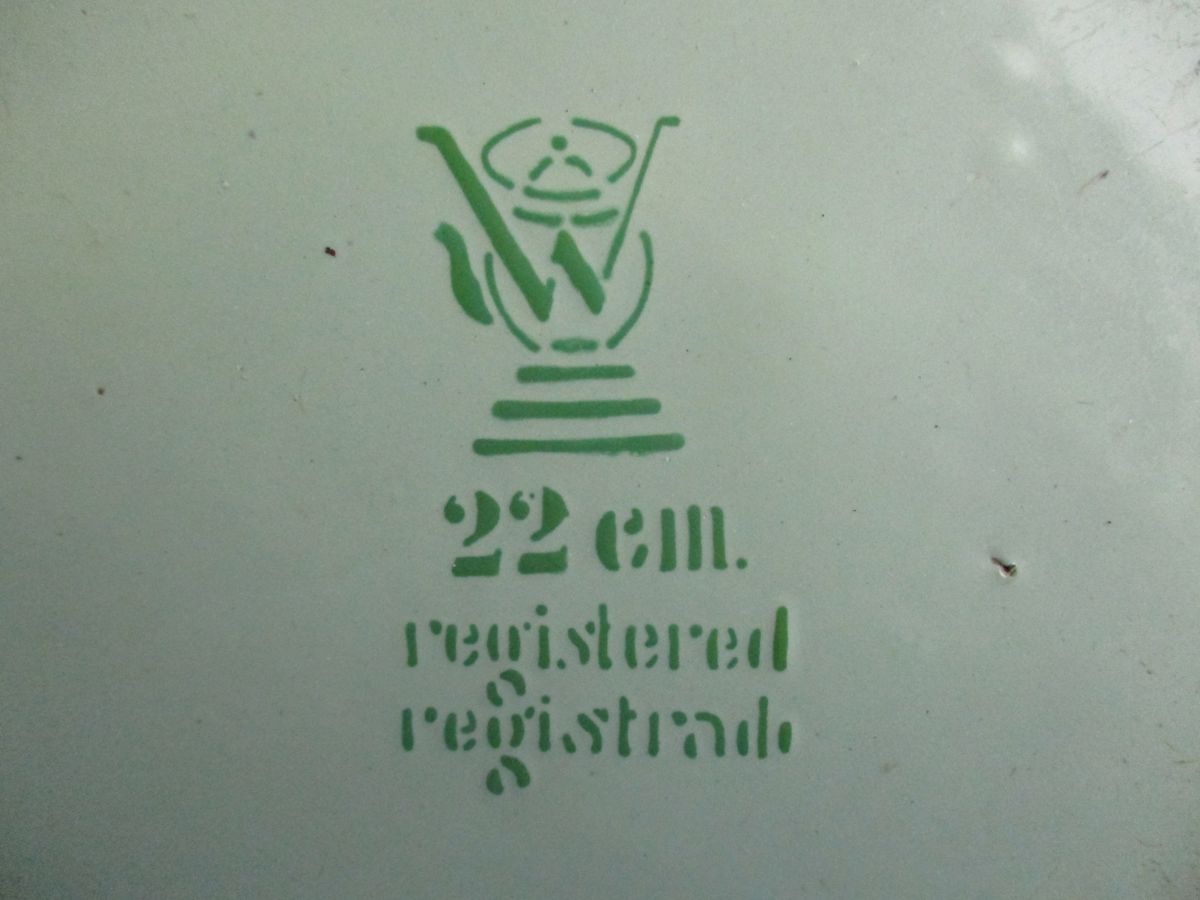 W
22 cm.
registered
registrado